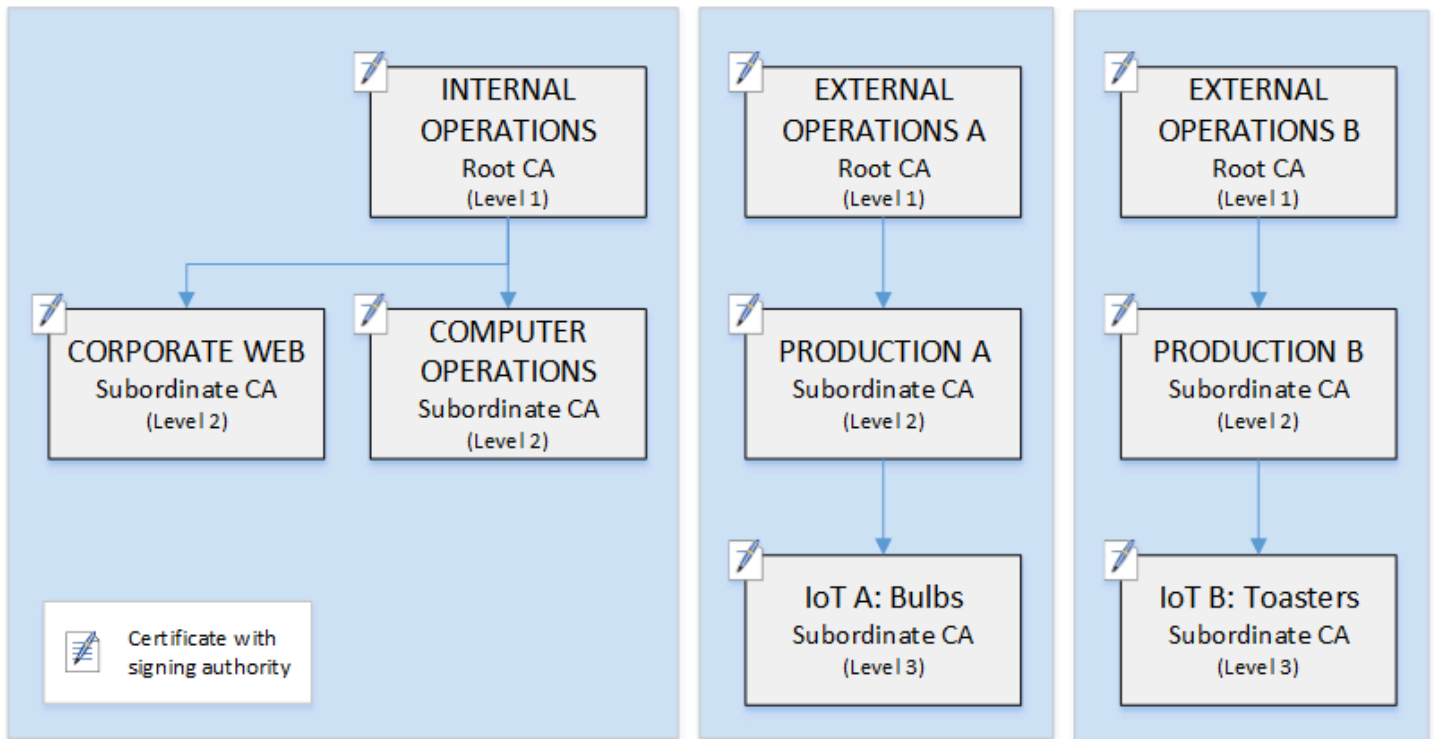 INTERNAL
OPERATIONS
Root CA
(Level 1)
EXTERNAL
OPERATIONS A
Root CA
(Level 1)
EXTERNAL
OPERATIONS B
Root CA
(Level 1)
CORPORATE WEB
Subordinate CA
(Level 2)
COMPUTER
OPERATIONS
Subordinate CA
(Level 2)
PRODUCTION A
Subordinate CA
(Level 2)
PRODUCTION B
Subordinate CA
(Level 2)
IoT A: Bulbs
Subordinate CA
(Level 3)
IoT B: Toasters
Subordinate CA
(Level 3)
Certificate with
signing authority